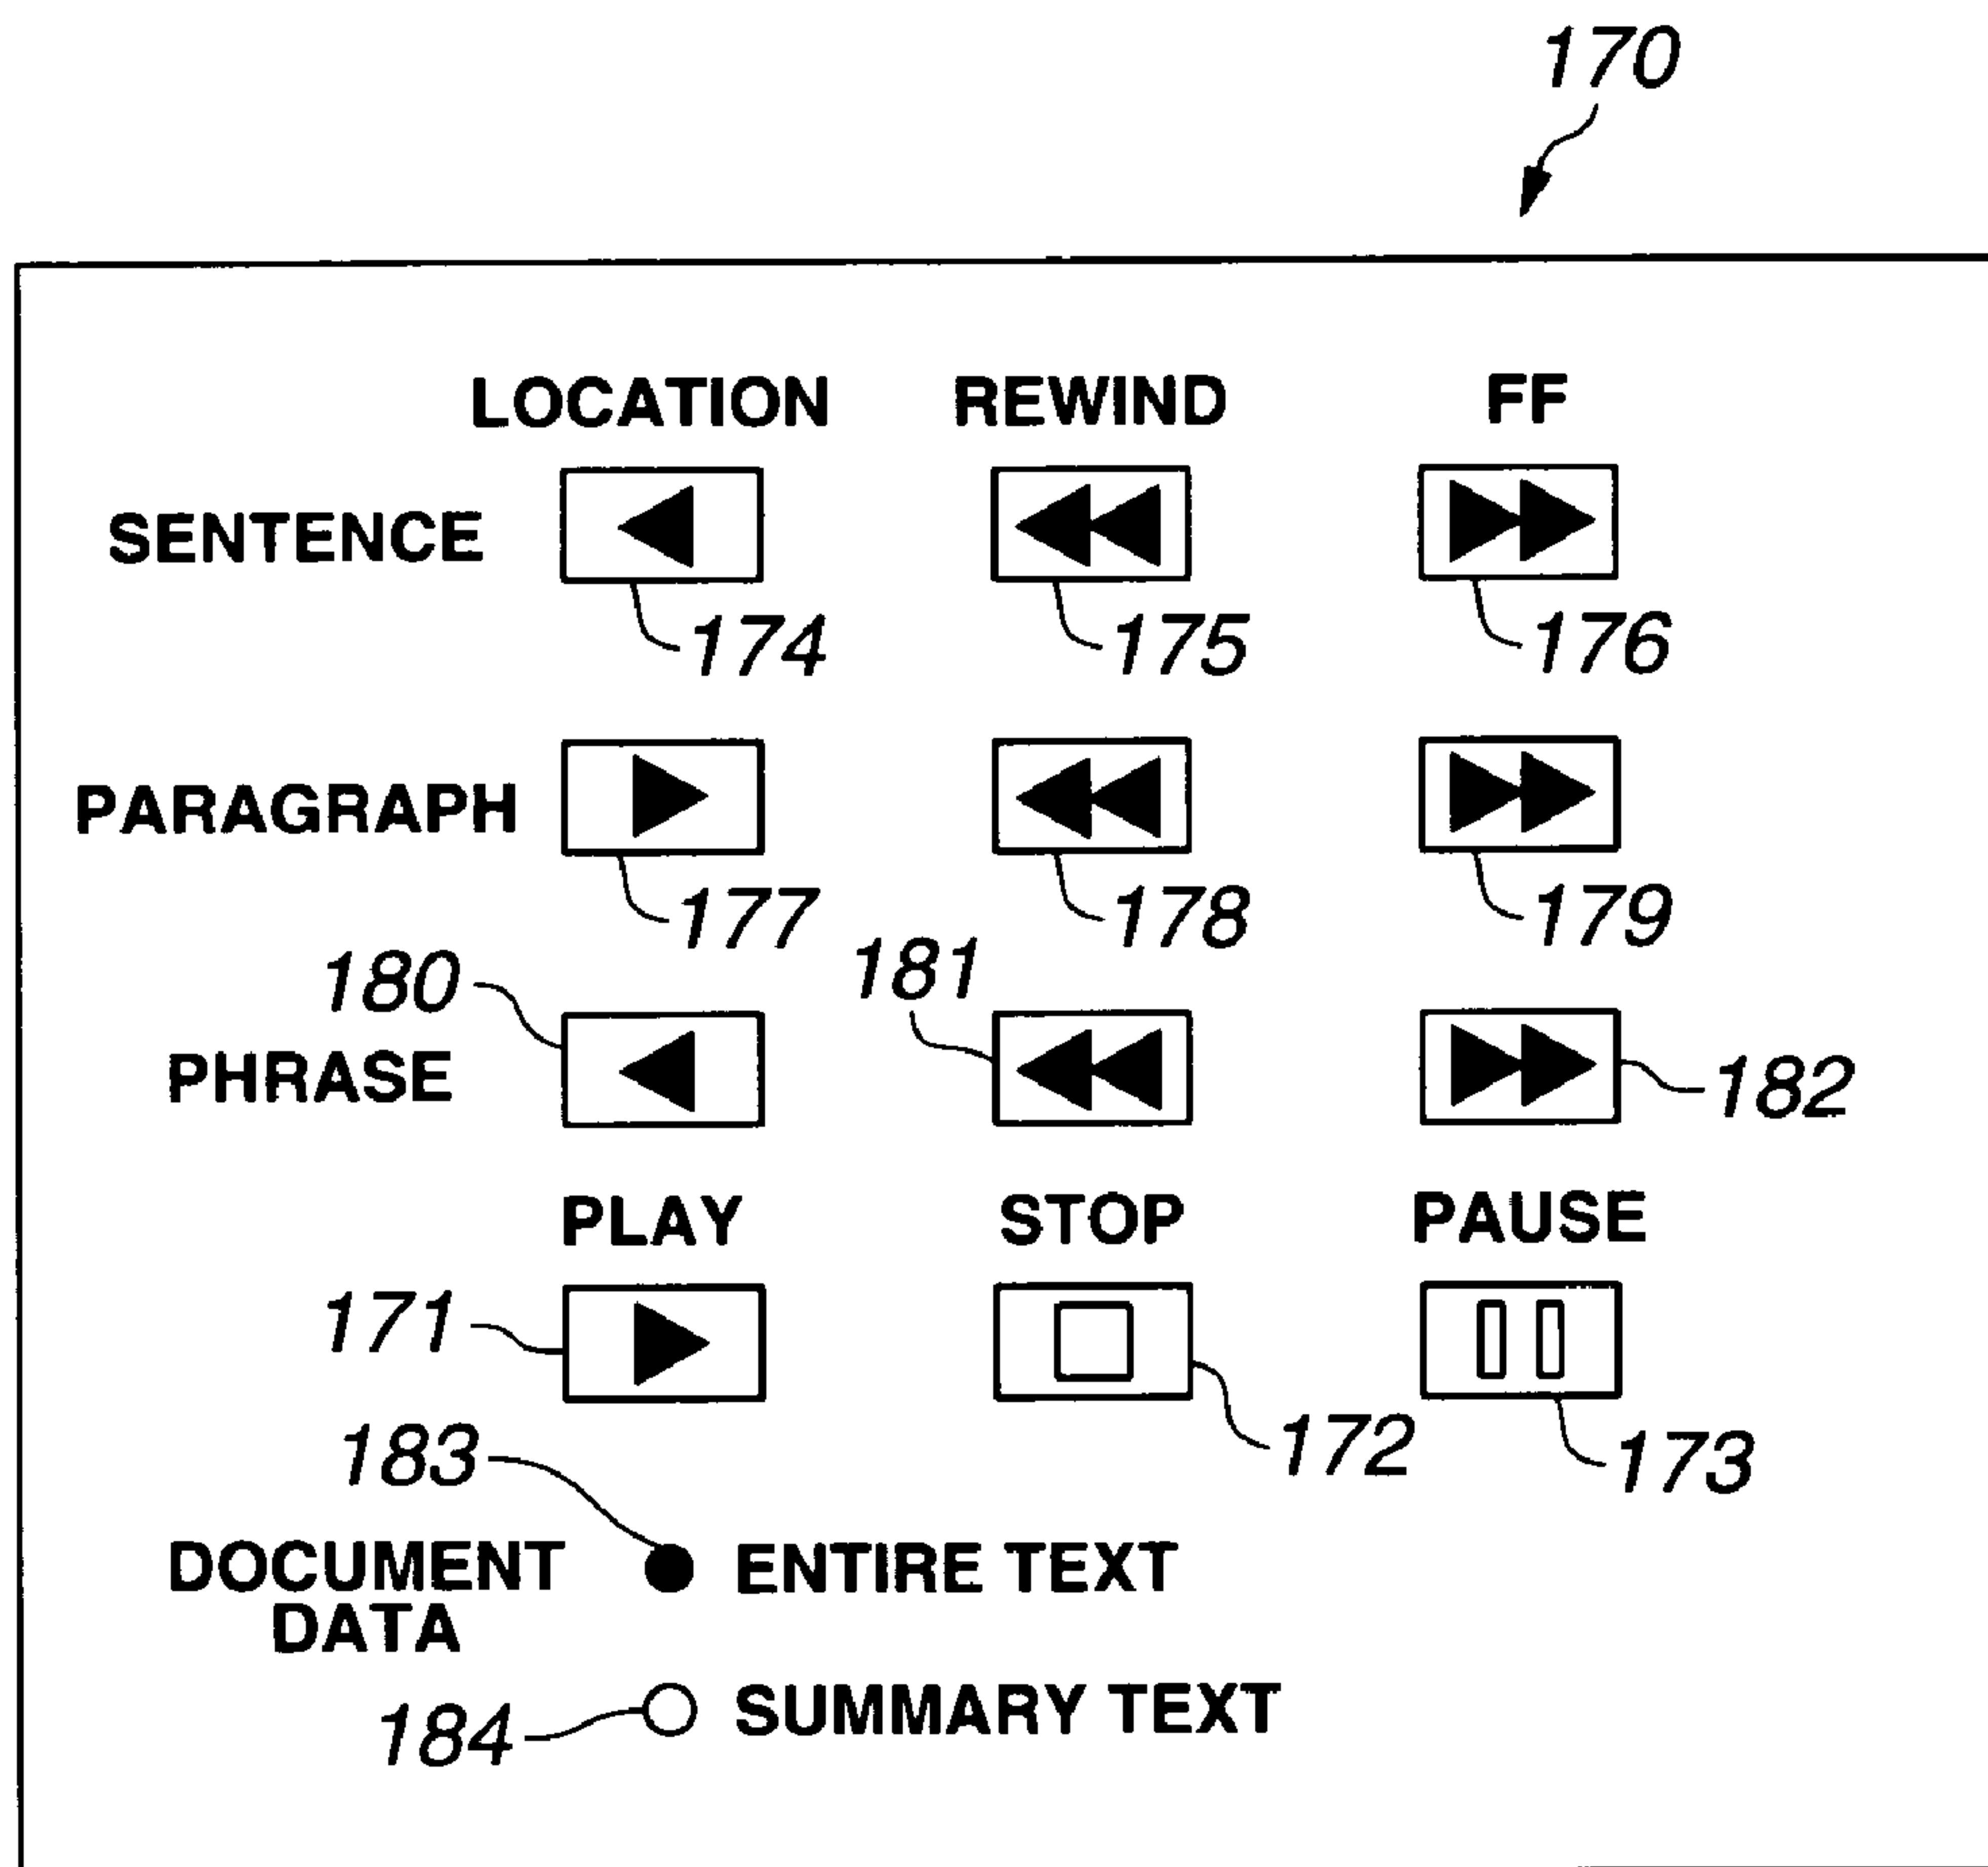 170
LOCATION REWIND FF
SENTENCE
174 175 176
PARAGRAPH
177 178 179
180 181
PHRASE 182
PLAY STOP PAUSE
171
172 173
183
DOCUMENT DATA ENTIRE TEXT
184 SUMMARY TEXT